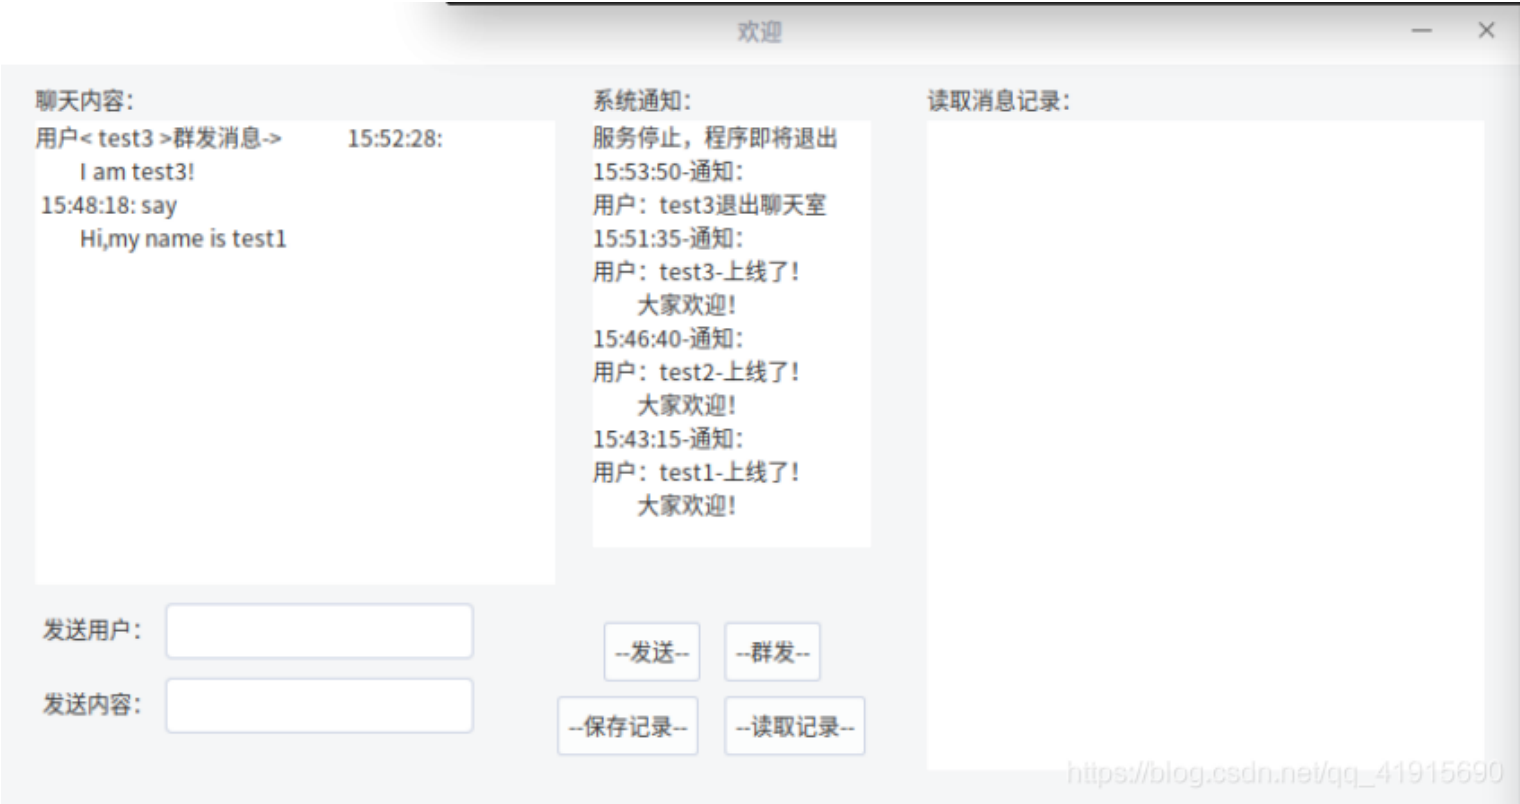 欢迎
聊天内容：
用户< test3 >群发消息-> 15:52:28:
I am test3!
15:48:18: say
Hi,my name is test1
系统通知：
服务停止，程序即将退出
15:53:50-通知：
用户：test3退出聊天室
15:51:35-通知：
用户：test3-上线了！
大家欢迎！
15:46:40-通知：
用户：test2-上线了！
大家欢迎！
15:43:15-通知：
用户：test1-上线了！
大家欢迎！
读取消息记录：
发送用户：
发送内容：
--发送--
--群发--
--保存记录--
--读取记录--
https://blog.csdn.net/qq_41915690